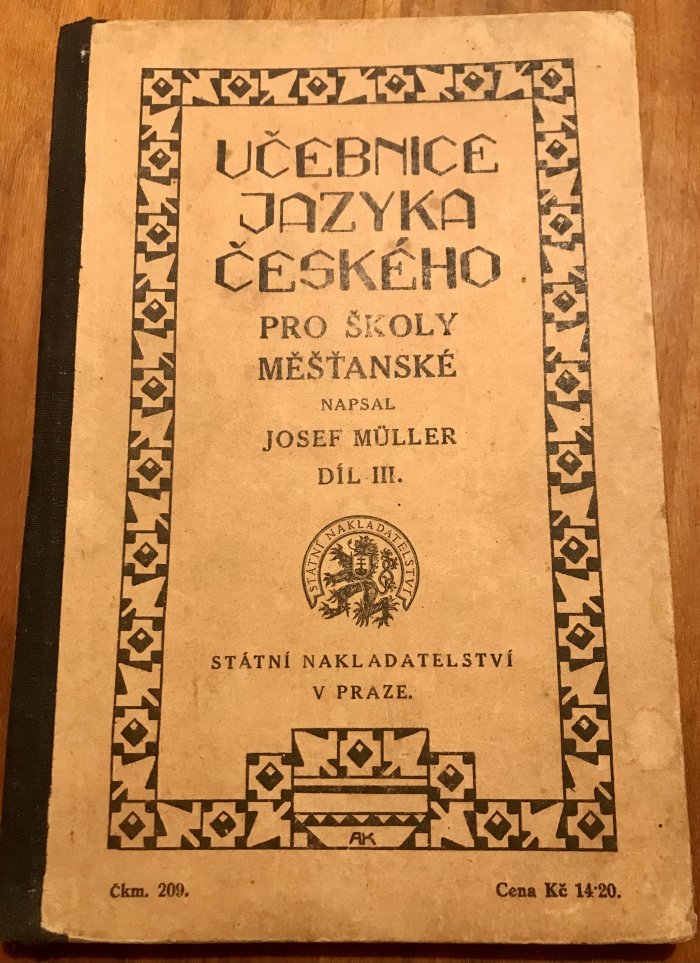 UČEBNICE
JAZYKA
ČESKÉHO
PRO ŠKOLY
MĚŠŤANSKÉ
NAPSAL
JOSEF MÜLLER
DÍL III.
STÁTNÍ NAKLADATELSTVÍ
STÁTNÍ NAKLADATELSTVÍ
V PRAZE.
AK
Čkm. 209.
Cena Kč 14·20.